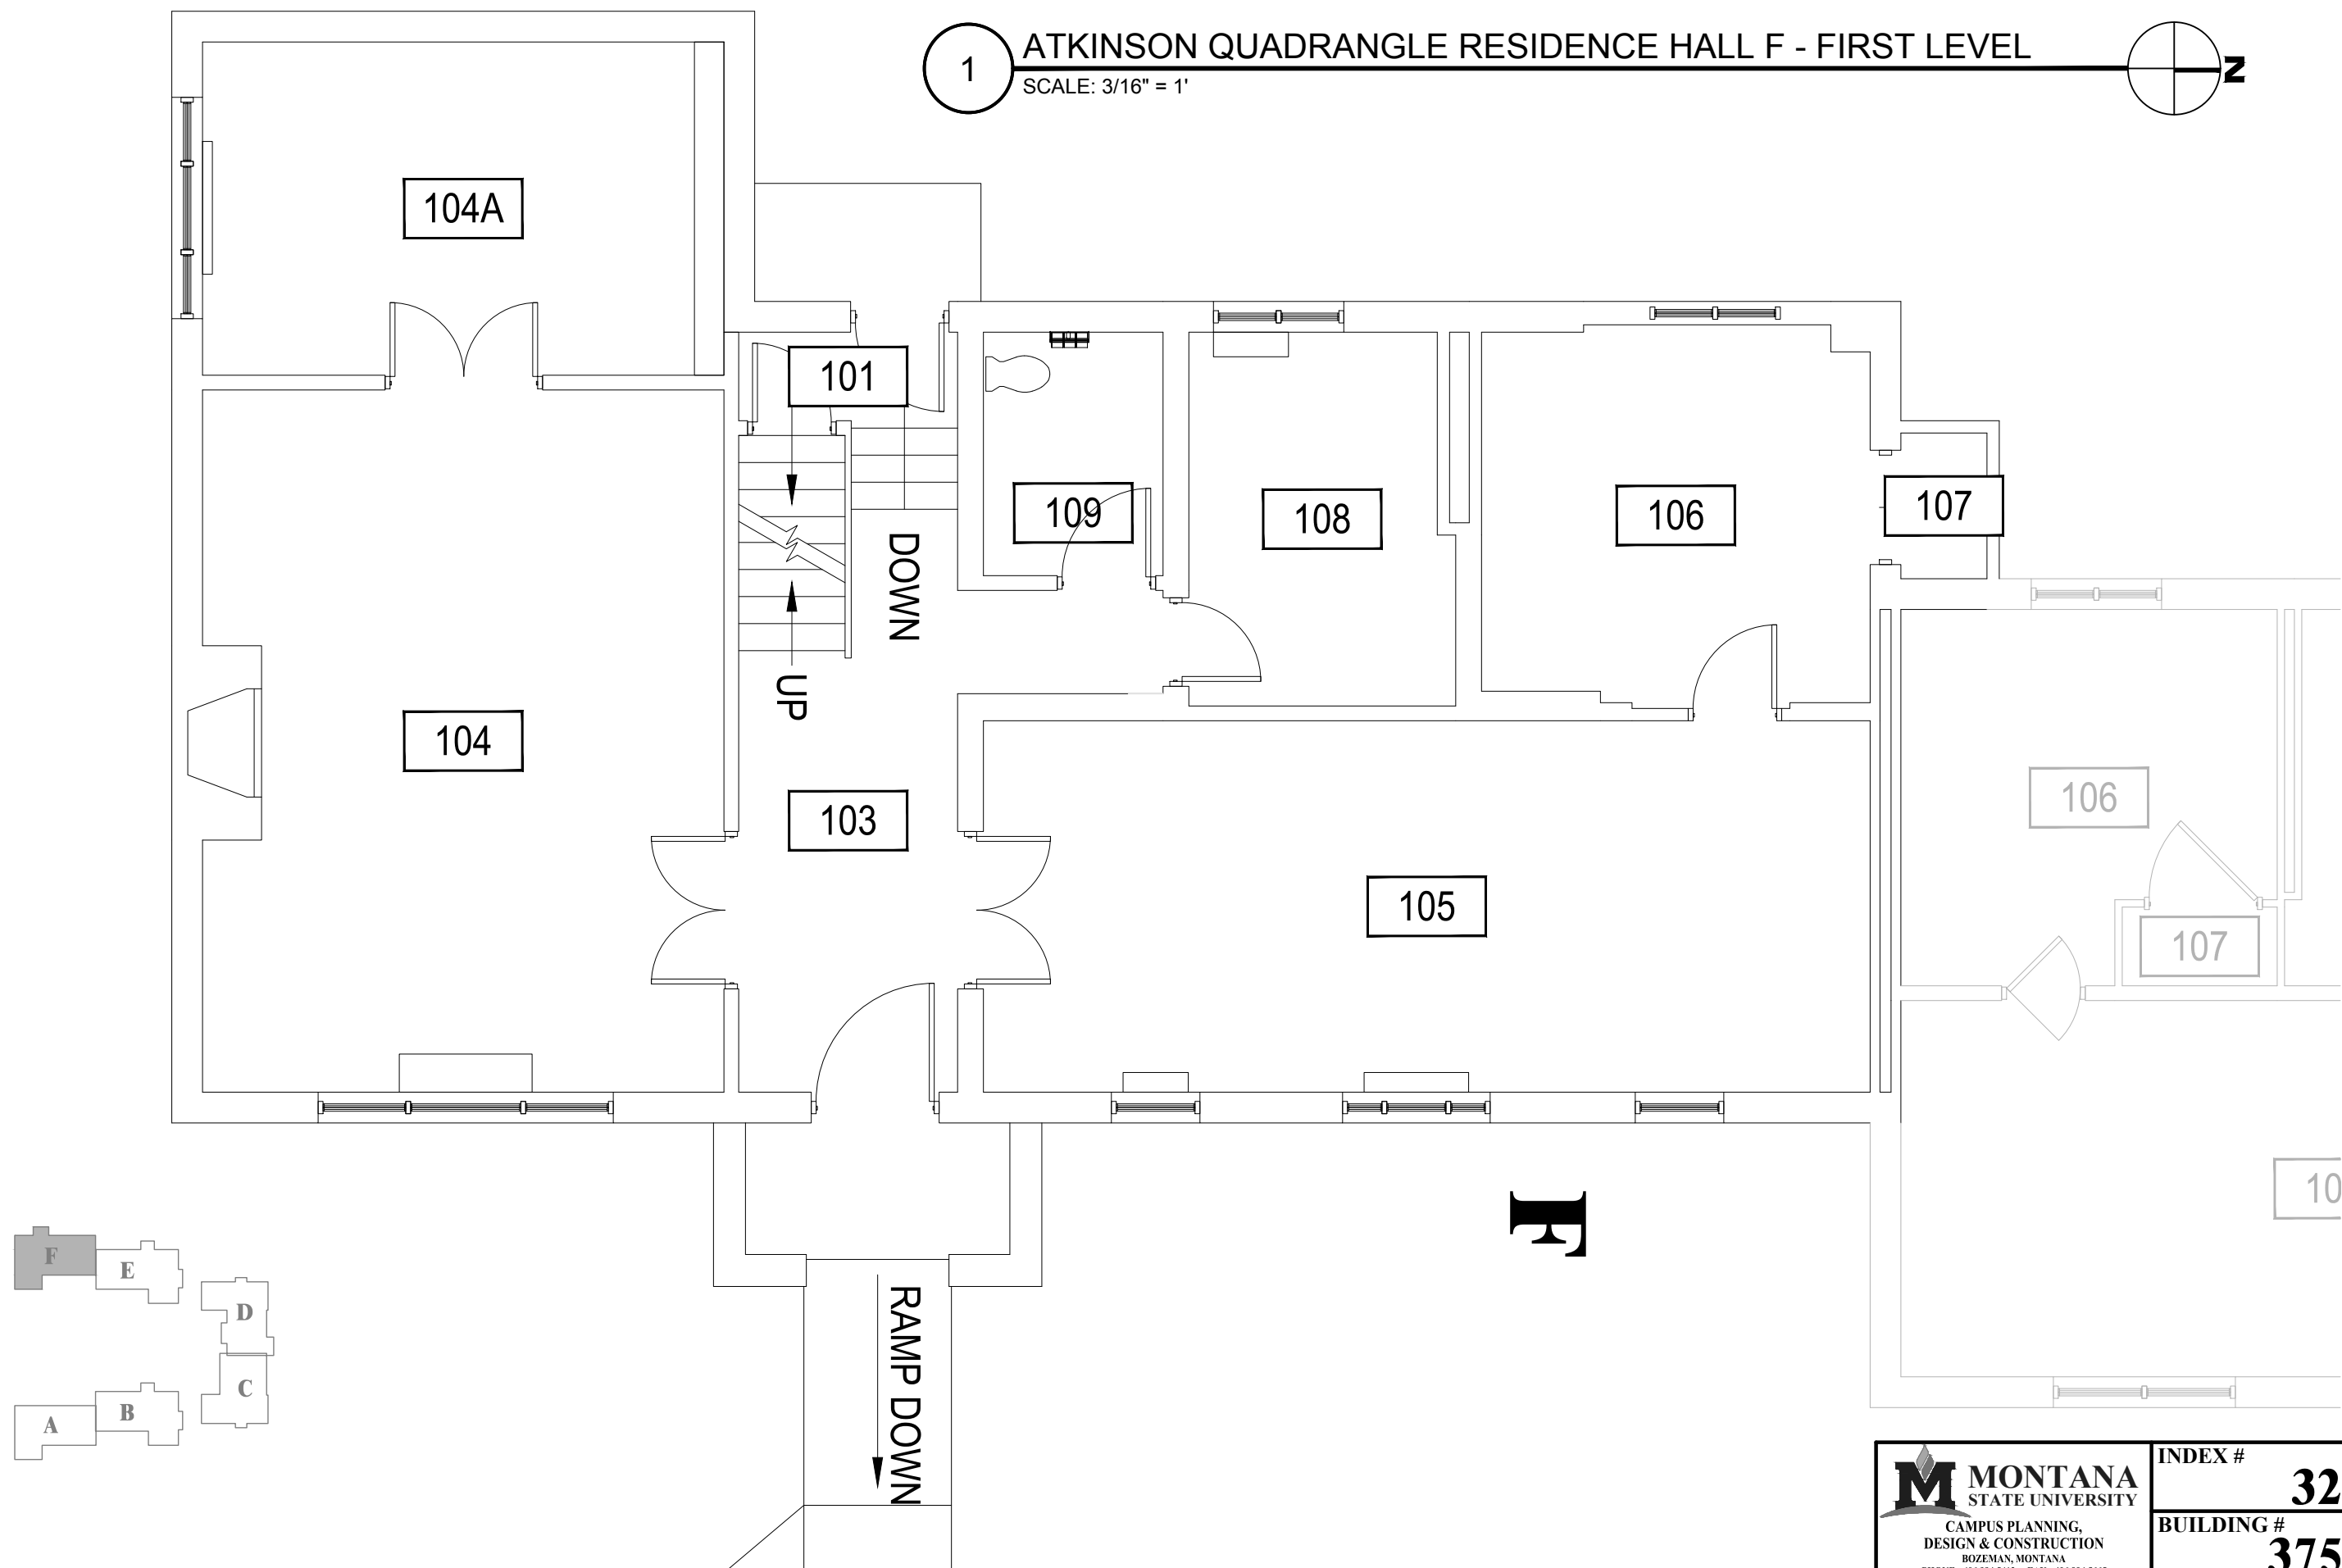 1
ATKINSON QUADRANGLE RESIDENCE HALL F - FIRST LEVEL
SCALE: 3/16" = 1'
N
104A
101
109
108
106
107
DOWN
UP
104
103
105
106
107
10
F
RAMP DOWN
F
E
D
C
B
A
MONTANA
STATE UNIVERSITY
CAMPUS PLANNING,
DESIGN & CONSTRUCTION
BOZEMAN, MONTANA
INDEX #
32
BUILDING #
375